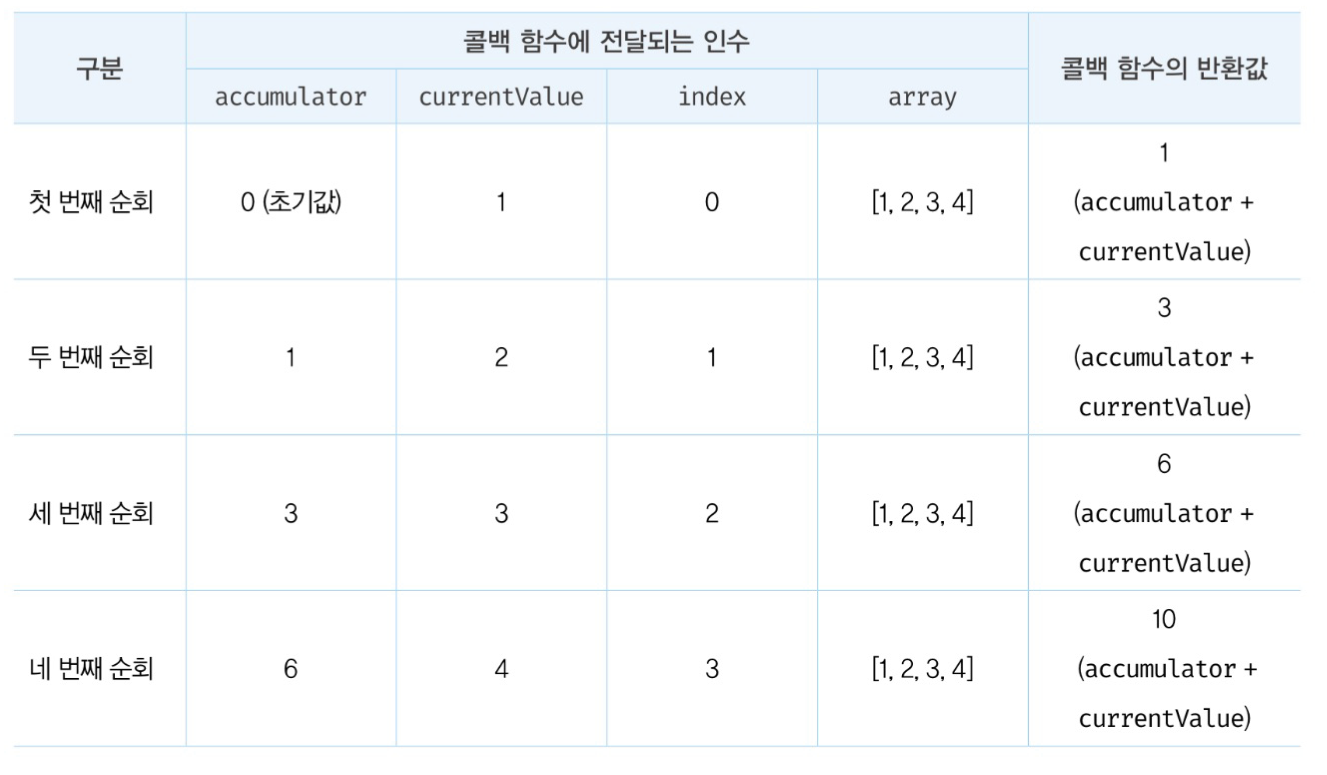 구분
콜백 함수에 전달되는 인수
콜백 함수의 반환값
accumulator
currentValue
index
array
첫 번째 순회
0 (초기값)
1
0
[1, 2, 3, 4]
1
(accumulator +
currentValue)
두 번째 순회
1
2
1
[1, 2, 3, 4]
3
(accumulator +
currentValue)
세 번째 순회
3
3
2
[1, 2, 3, 4]
6
(accumulator +
currentValue)
네 번째 순회
6
4
3
[1, 2, 3, 4]
10
(accumulator +
currentValue)